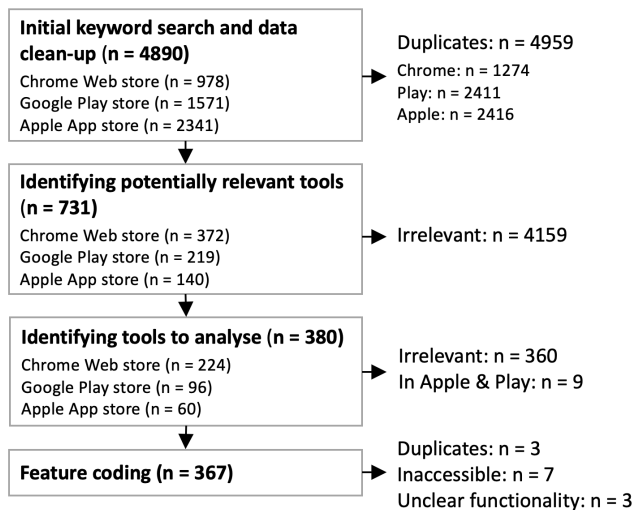 Initial keyword search and data
clean-up (n = 4890)
Chrome Web store (n = 978)
Google Play store (n = 1571)
Apple App store (n = 2341)
Duplicates: n = 4959
Chrome: n = 1274
Play: n = 2411
Apple: n = 2416
Identifying potentially relevant tools
(n = 731)
Chrome Web store (n = 372)
Google Play store (n = 219)
Apple App store (n = 140)
Irrelevant: n = 4159
Identifying tools to analyse (n = 380)
Chrome Web store (n = 224)
Google Play store (n = 96)
Apple App store (n = 60)
Irrelevant: n = 360
In Apple & Play: n = 9
Feature coding (n = 367)
Duplicates: n = 3
Inaccessible: n = 7
Unclear functionality: n = 3